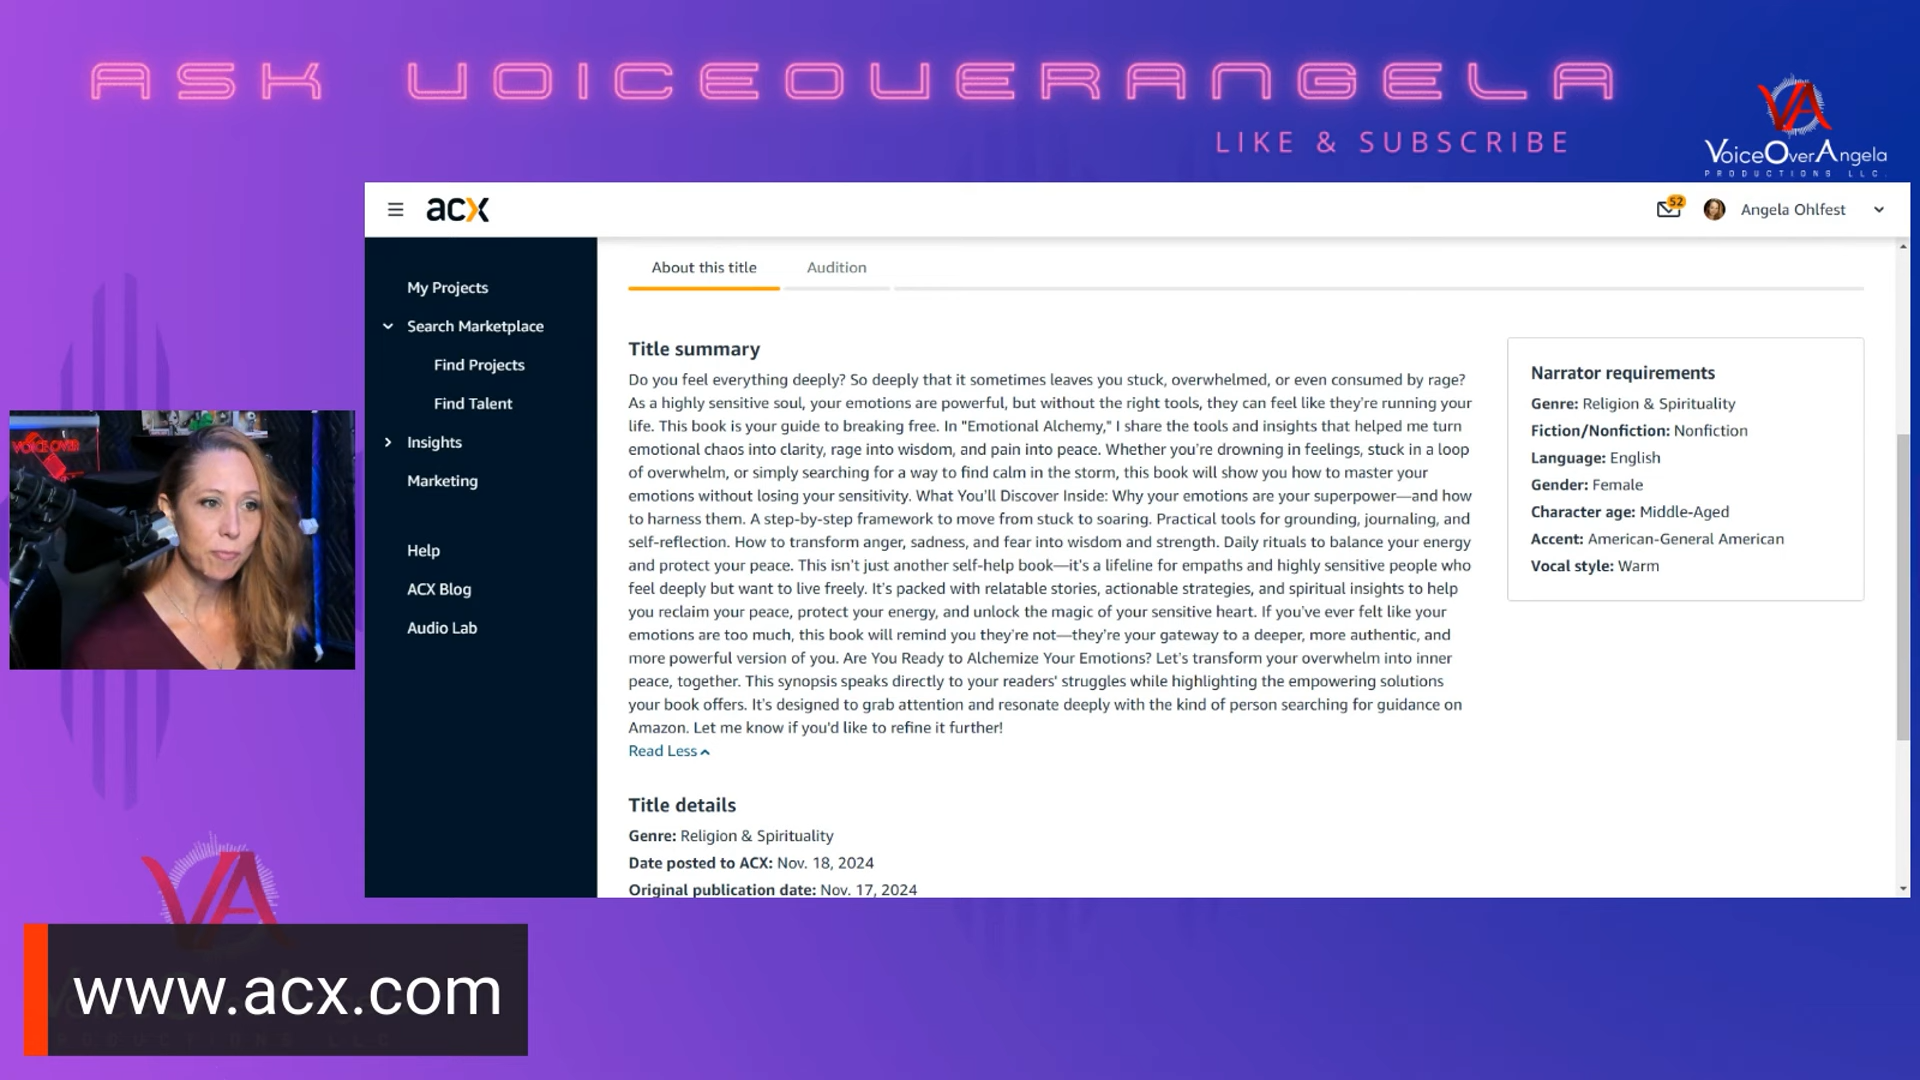 ASK VOICEOVERANGELA
LIKE & SUBSCRIBE
VA
VoiceOverAngela
PRODUCTIONS LLC.
acx
52
Angela Ohlfest
My Projects
Search Marketplace
Find Projects
Find Talent
Insights
Marketing
Help
ACX Blog
Audio Lab
About this title
Audition
Title summary
Do you feel everything deeply? So deeply that it sometimes leaves you stuck, overwhelmed, or even consumed by rage?
As a highly sensitive soul, your emotions are powerful, but without the right tools, they can feel like they're running your
life. This book is your guide to breaking free. In "Emotional Alchemy," I share the tools and insights that helped me turn
emotional chaos into clarity, rage into wisdom, and pain into peace. Whether you're drowning in feelings, stuck in a loop
of overwhelm, or simply searching for a way to find calm in the storm, this book will show you how to master your
emotions without losing your sensitivity. What You'll Discover Inside: Why your emotions are your superpower—and how
to harness them. A step-by-step framework to move from stuck to soaring. Practical tools for grounding, journaling, and
self-reflection. How to transform anger, sadness, and fear into wisdom and strength. Daily rituals to balance your energy
and protect your peace. This isn't just another self-help book—it's a lifeline for empaths and highly sensitive people who
feel deeply but want to live freely. It's packed with relatable stories, actionable strategies, and spiritual insights to help
you reclaim your peace, protect your energy, and unlock the magic of your sensitive heart. If you've ever felt like your
emotions are too much, this book will remind you they're not—they're your gateway to a deeper, more authentic, and
more powerful version of you. Are You Ready to Alchemize Your Emotions? Let's transform your overwhelm into inner
peace, together. This synopsis speaks directly to your readers' struggles while highlighting the empowering solutions
your book offers. It's designed to grab attention and resonate deeply with the kind of person searching for guidance on
Amazon. Let me know if you'd like to refine it further!
Read Less
Title details
Genre: Religion & Spirituality
Date posted to ACX: Nov. 18, 2024
Original publication date: Nov. 17, 2024
Narrator requirements
Genre: Religion & Spirituality
Fiction/Nonfiction: Nonfiction
Language: English
Gender: Female
Character age: Middle-Aged
Accent: American-General American
Vocal style: Warm
VOICE OVER
VA
www.acx.com
PRODUCTIONS LLC